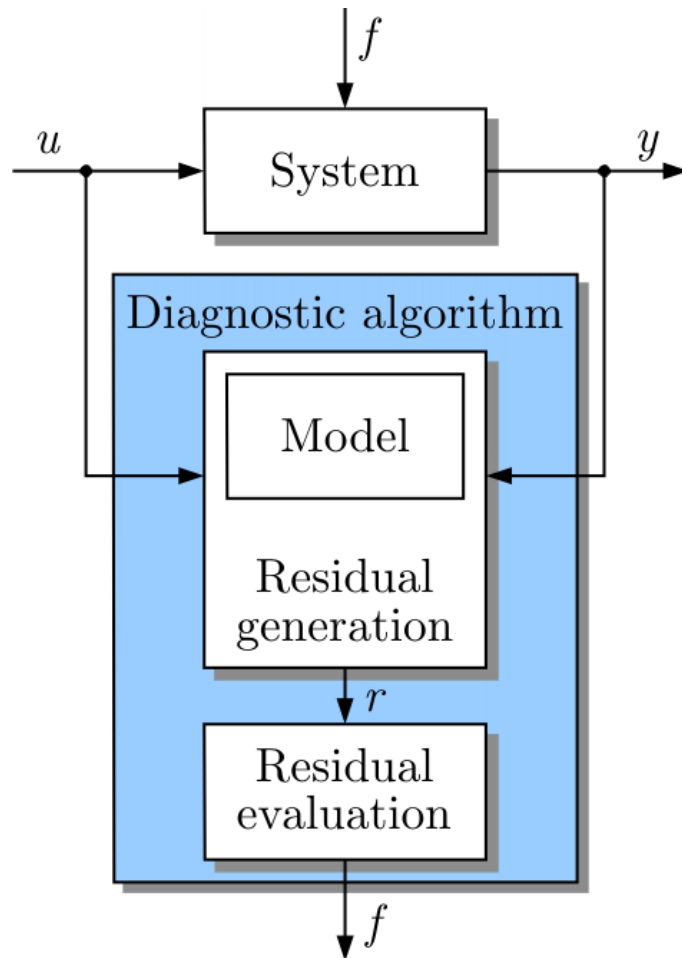 f
u
System
y
Diagnostic algorithm
Model
Residual
generation
r
Residual
evaluation
f